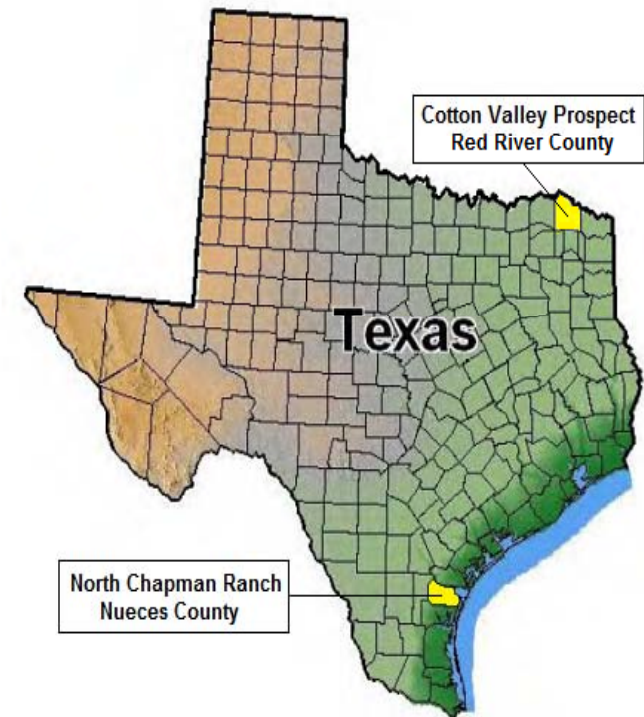 Cotton Valley Prospect
Red River County
Texas
North Chapman Ranch
Nueces County